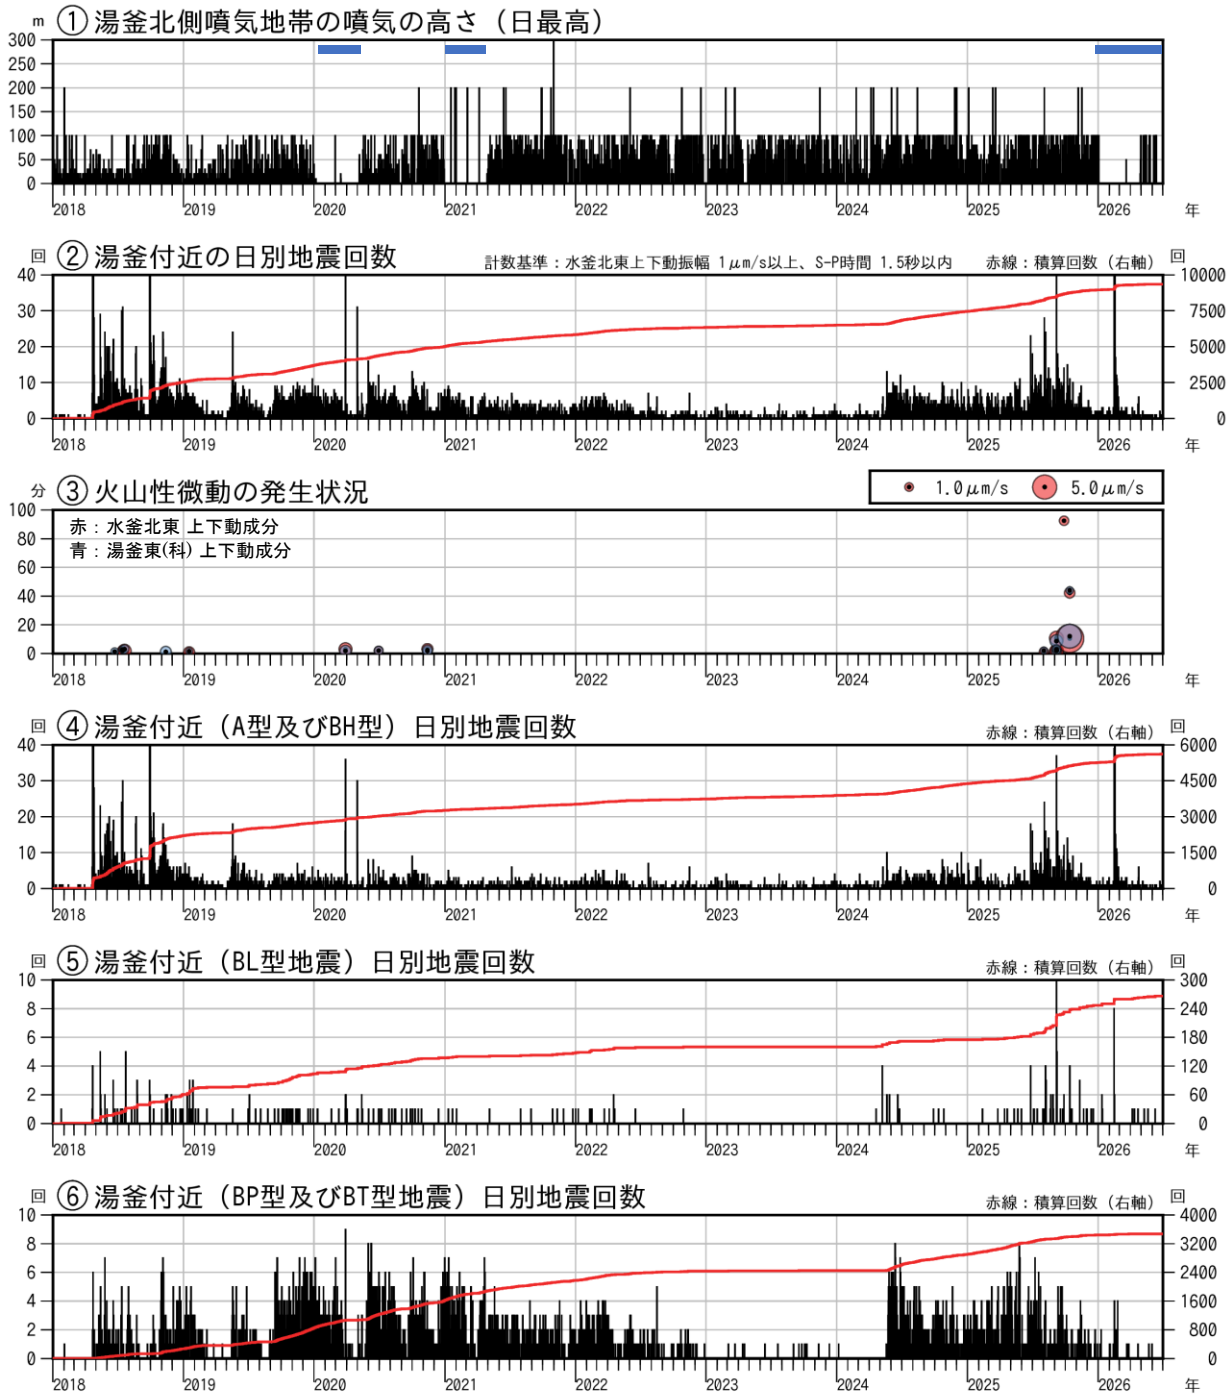 m ①湯釜北側噴気地帯の噴気の高さ（日最高）
300
250
200
150
100
50
0
2018 2019 2020 2021 2022 2023 2024 2025 2026 年
回 ②湯釜付近の日別地震回数 計数基準：水釜北東上下動振幅 1μm/s以上、S-P時間 1.5秒以内 赤線：積算回数（右軸） 回
40 10000
30 7500
20 5000
10 2500
0 0
2018 2019 2020 2021 2022 2023 2024 2025 2026 年
分 ③火山性微動の発生状況 1.0μm/s 5.0μm/s
100
80
60
40
20
0
赤：水釜北東 上下動成分
青：湯釜東(科) 上下動成分
2018 2019 2020 2021 2022 2023 2024 2025 2026 年
回 ④湯釜付近（A型及びBH型）日別地震回数 赤線：積算回数（右軸） 回
40 6000
30 4500
20 3000
10 1500
0 0
2018 2019 2020 2021 2022 2023 2024 2025 2026 年
回 ⑤湯釜付近（BL型地震）日別地震回数 赤線：積算回数（右軸） 回
10 300
8 240
6 180
4 120
2 60
0 0
2018 2019 2020 2021 2022 2023 2024 2025 2026 年
回 ⑥湯釜付近（BP型及びBT型地震）日別地震回数 赤線：積算回数（右軸） 回
10 4000
8 3200
6 2400
4 1600
2 800
0 0
2018 2019 2020 2021 2022 2023 2024 2025 2026 年